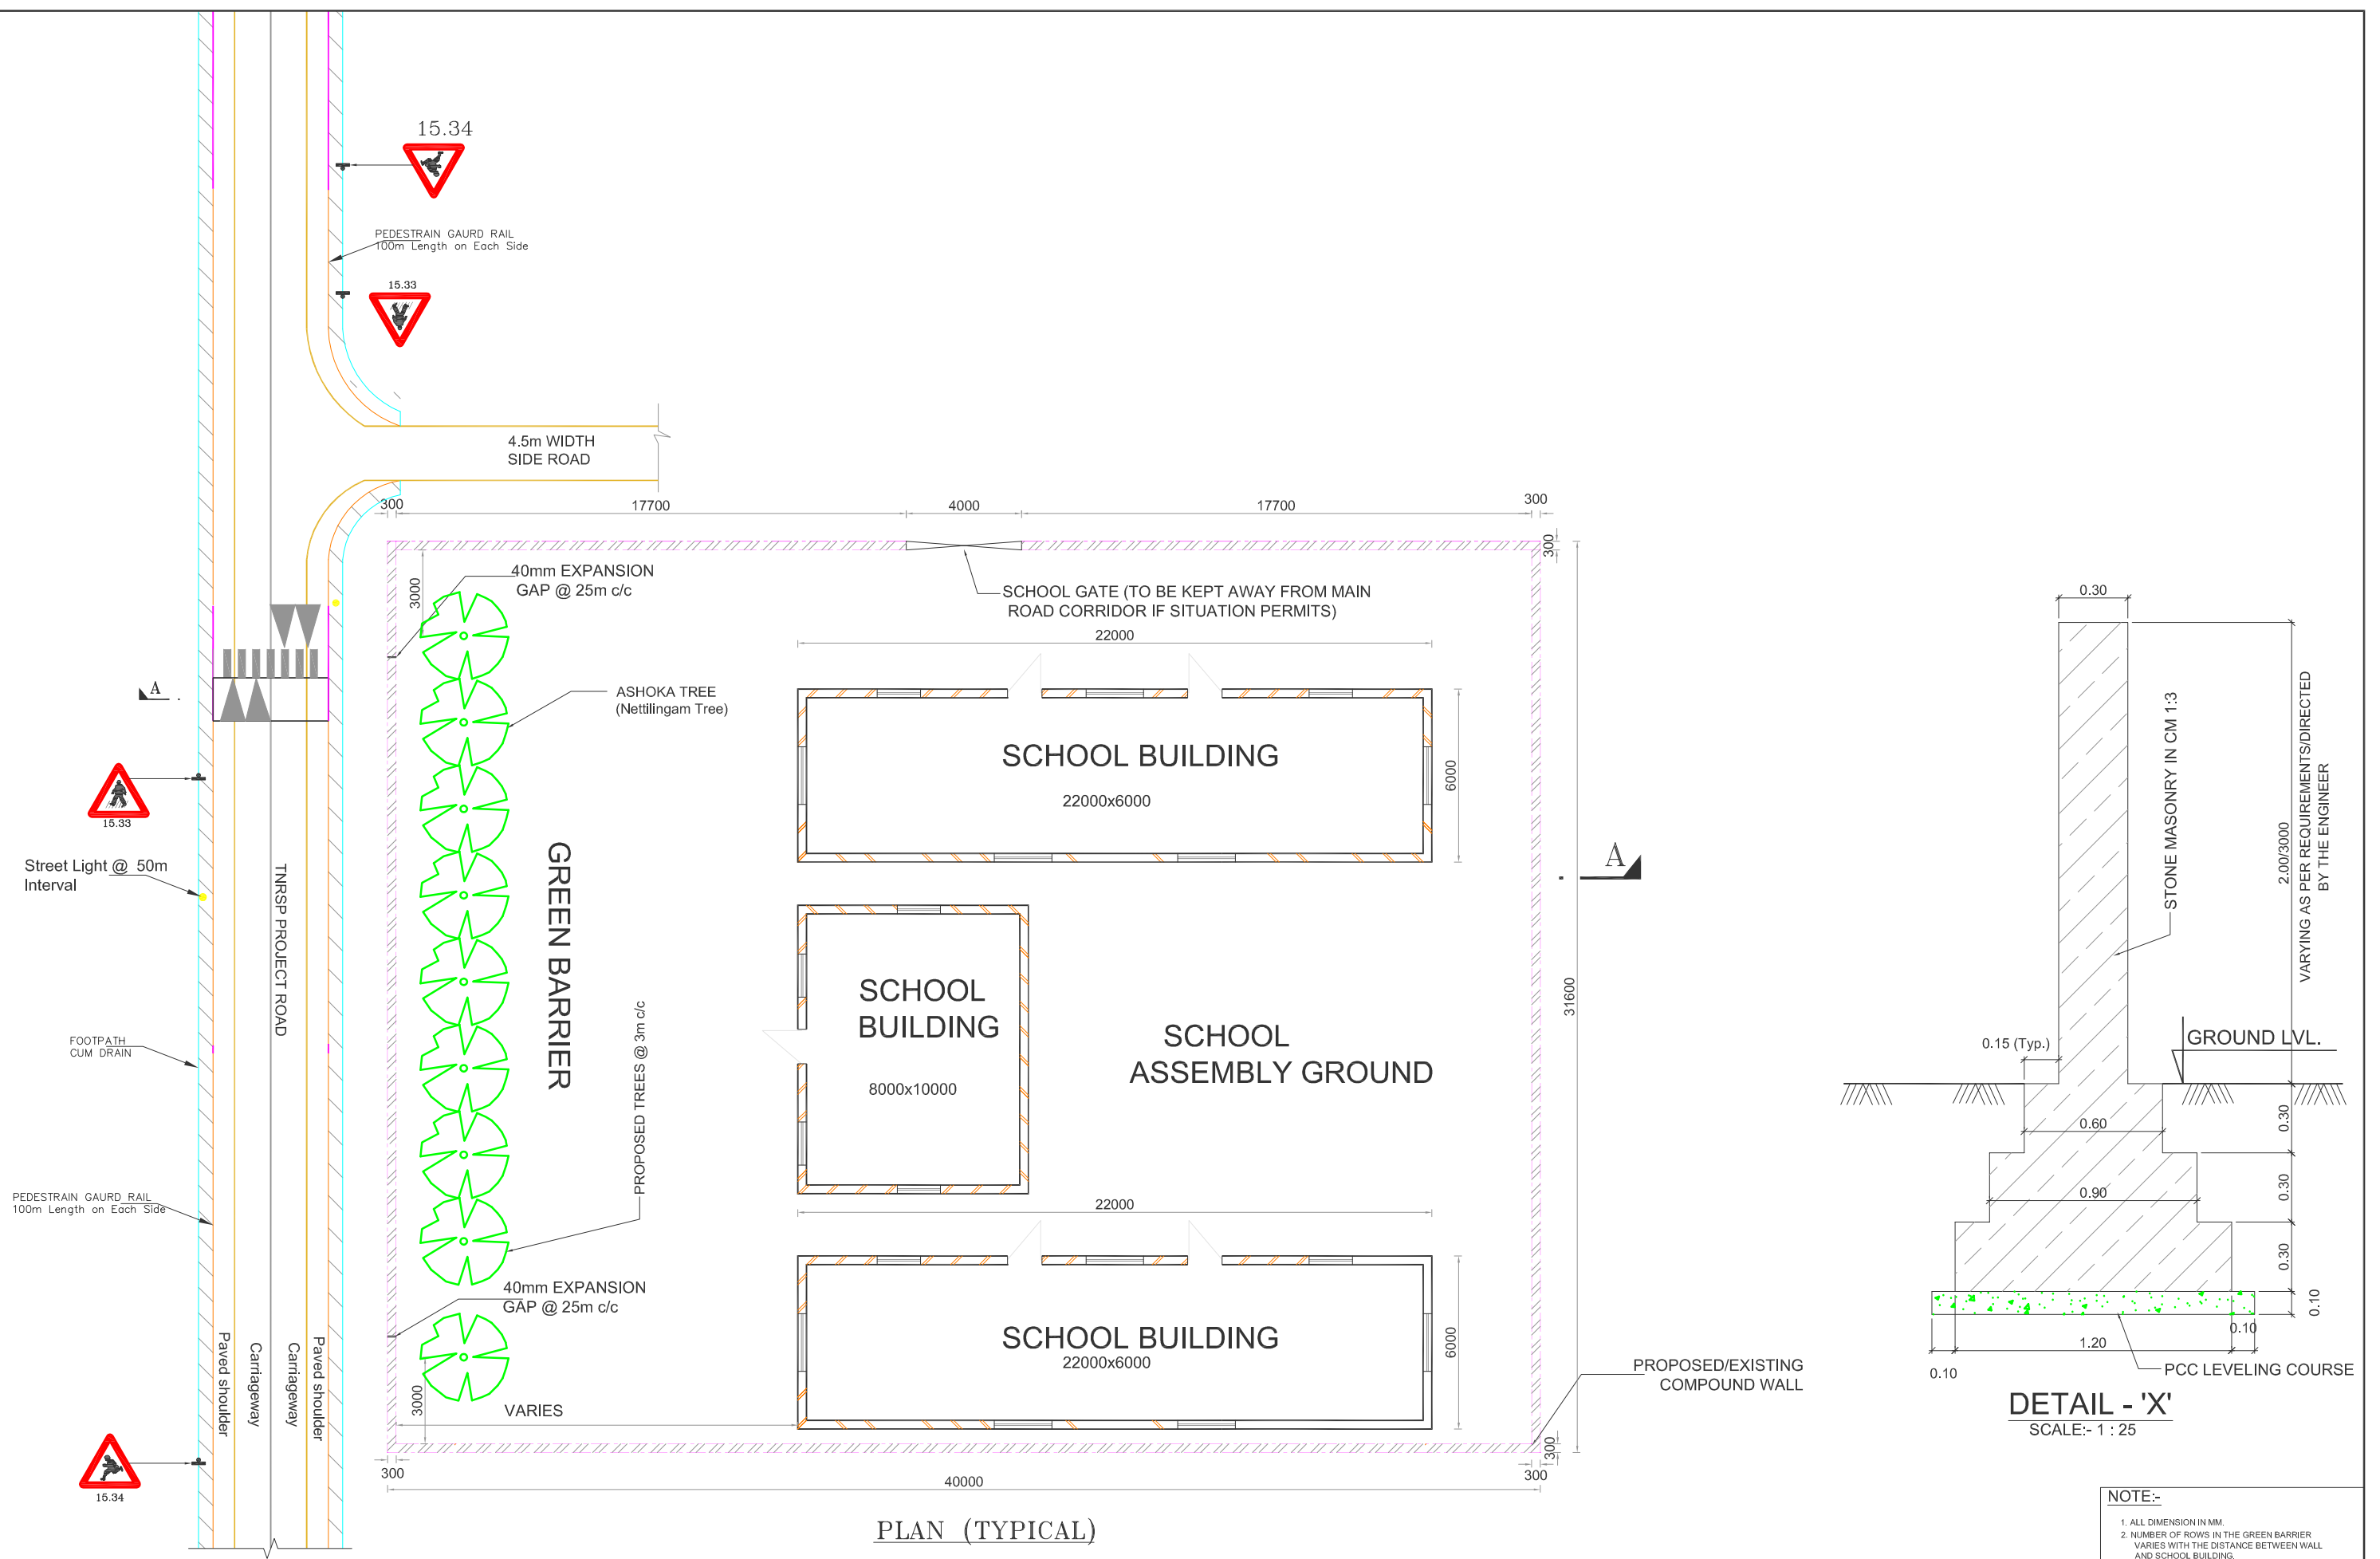 15.34
PEDESTRAIN GAURD RAIL
100m Length on Each Side
15.33
4.5m WIDTH
SIDE ROAD
300
17700
4000
17700
300
300
3000
40mm EXPANSION
GAP @ 25m c/c
SCHOOL GATE (TO BE KEPT AWAY FROM MAIN
ROAD CORRIDOR IF SITUATION PERMITS)
22000
A
ASHOKA TREE
(Nettilingam Tree)
SCHOOL BUILDING
22000x6000
6000
15.33
Street Light @ 50m
Interval
TNRSP PROJECT ROAD
GREEN BARRIER
A
SCHOOL
BUILDING
8000x10000
SCHOOL
ASSEMBLY GROUND
31600
FOOTPATH
CUM DRAIN
PROPOSED TREES @ 3m c/c
PEDESTRAIN GAURD RAIL
100m Length on Each Side
22000
40mm EXPANSION
GAP @ 25m c/c
SCHOOL BUILDING
22000x6000
6000
Paved shoulder
Carriageway
Carriageway
Paved shoulder
3000
VARIES
PROPOSED/EXISTING
COMPOUND WALL
15.34
300
40000
300
300
PLAN (TYPICAL)
0.30
STONE MASONRY IN CM 1:3
2.00/3000
VARYING AS PER REQUIREMENTS/DIRECTED
BY THE ENGINEER
0.15 (Typ.)
GROUND LVL.
0.60
0.30
0.90
0.30
0.30
0.10
0.10
1.20
0.10
PCC LEVELING COURSE
DETAIL - 'X'
SCALE:- 1 : 25
NOTE:-
1. ALL DIMENSION IN MM.
2. NUMBER OF ROWS IN THE GREEN BARRIER
VARIES WITH THE DISTANCE BETWEEN WALL
AND SCHOOL BUILDING.